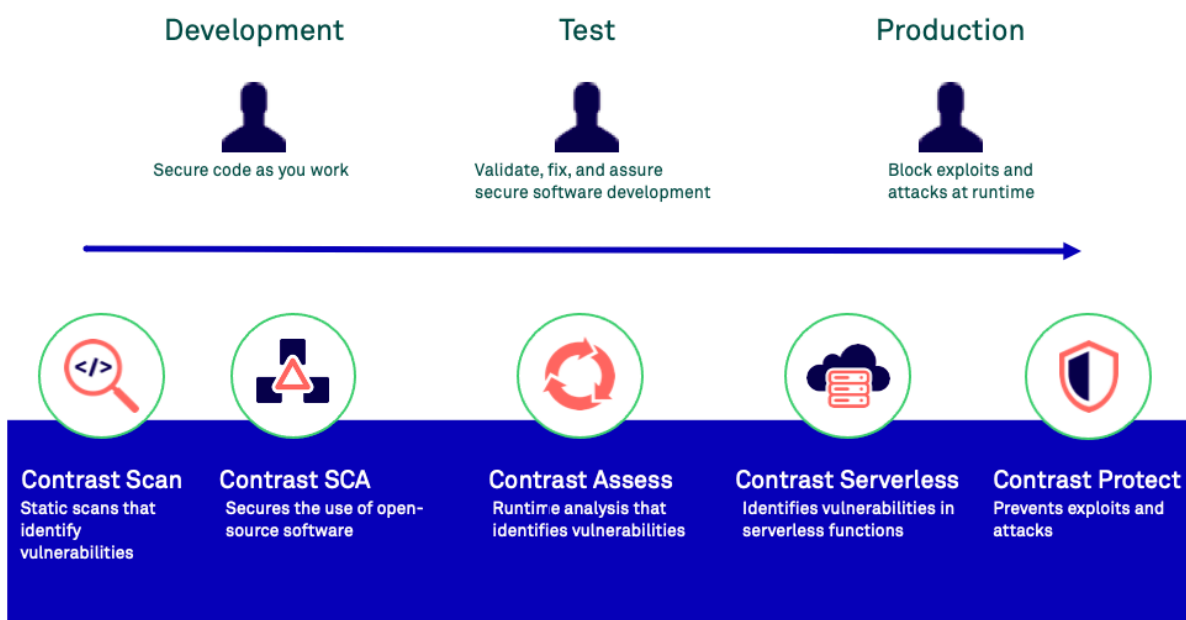 Development
Test
Production
Secure code as you work
Validate, fix, and assure
secure software development
Block exploits and
attacks at runtime
</>
Contrast Scan
Static scans that
identify
vulnerabilities
Contrast SCA
Secures the use of open-
source software
Contrast Assess
Runtime analysis that
identifies vulnerabilities
Contrast Serverless
Identifies vulnerabilities in
serverless functions
Contrast Protect
Prevents exploits and
attacks